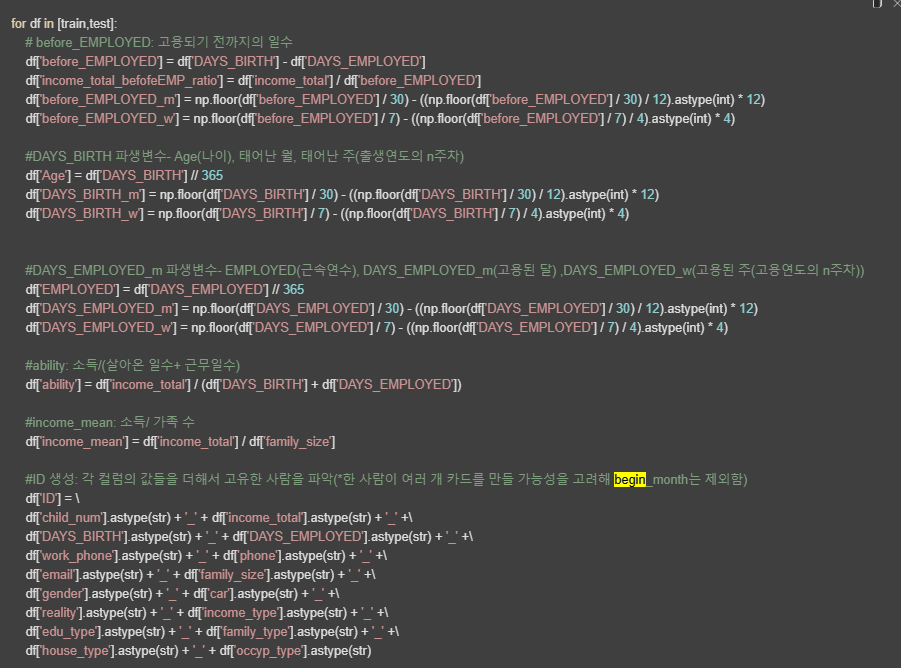 for df in [train,test]:
    # before_EMPLOYED: 고용되기 전까지의 일수
    df['before_EMPLOYED'] = df['DAYS_BIRTH'] - df['DAYS_EMPLOYED']
    df['income_total_befofeEMP_ratio'] = df['income_total'] / df['before_EMPLOYED']
    df['before_EMPLOYED_m'] = np.floor(df['before_EMPLOYED'] / 30) - ((np.floor(df['before_EMPLOYED'] / 30) / 12).astype(int) * 12)
    df['before_EMPLOYED_w'] = np.floor(df['before_EMPLOYED'] / 7) - ((np.floor(df['before_EMPLOYED'] / 7) / 4).astype(int) * 4)
    #DAYS_BIRTH 파생변수- Age(나이), 태어난 월, 태어난 주(출생연도의 n주차)
    df['Age'] = df['DAYS_BIRTH'] // 365
    df['DAYS_BIRTH_m'] = np.floor(df['DAYS_BIRTH'] / 30) - ((np.floor(df['DAYS_BIRTH'] / 30) / 12).astype(int) * 12)
    df['DAYS_BIRTH_w'] = np.floor(df['DAYS_BIRTH'] / 7) - ((np.floor(df['DAYS_BIRTH'] / 7) / 4).astype(int) * 4)
    #DAYS_EMPLOYED_m 파생변수- EMPLOYED(근속연수), DAYS_EMPLOYED_m(고용된 달) ,DAYS_EMPLOYED_w(고용된 주(고용연도의 n주차))
    df['EMPLOYED'] = df['DAYS_EMPLOYED'] // 365
    df['DAYS_EMPLOYED_m'] = np.floor(df['DAYS_EMPLOYED'] / 30) - ((np.floor(df['DAYS_EMPLOYED'] / 30) / 12).astype(int) * 12)
    df['DAYS_EMPLOYED_w'] = np.floor(df['DAYS_EMPLOYED'] / 7) - ((np.floor(df['DAYS_EMPLOYED'] / 7) / 4).astype(int) * 4)
    #ability: 소득/(살아온 일수+ 근무일수)
    df['ability'] = df['income_total'] / (df['DAYS_BIRTH'] + df['DAYS_EMPLOYED'])
    #income_mean: 소득/ 가족 수
    df['income_mean'] = df['income_total'] / df['family_size']
    #ID 생성: 각 컬럼의 값들을 더해서 고유한 사람을 파악(*한 사람이 여러 개 카드를 만들 가능성을 고려해 begin_month는 제외함)
    df['ID'] = \
    df['child_num'].astype(str) + '_' + df['income_total'].astype(str) + '_' +\
    df['DAYS_BIRTH'].astype(str) + '_' + df['DAYS_EMPLOYED'].astype(str) + '_' +\
    df['work_phone'].astype(str) + '_' + df['phone'].astype(str) + '_' +\
    df['email'].astype(str) + '_' + df['family_size'].astype(str) + '_' +\
    df['gender'].astype(str) + '_' + df['car'].astype(str) + '_' +\
    df['reality'].astype(str) + '_' + df['income_type'].astype(str) + '_' +\
    df['edu_type'].astype(str) + '_' + df['family_type'].astype(str) + '_' +\
    df['house_type'].astype(str) + '_' + df['occyp_type'].astype(str)